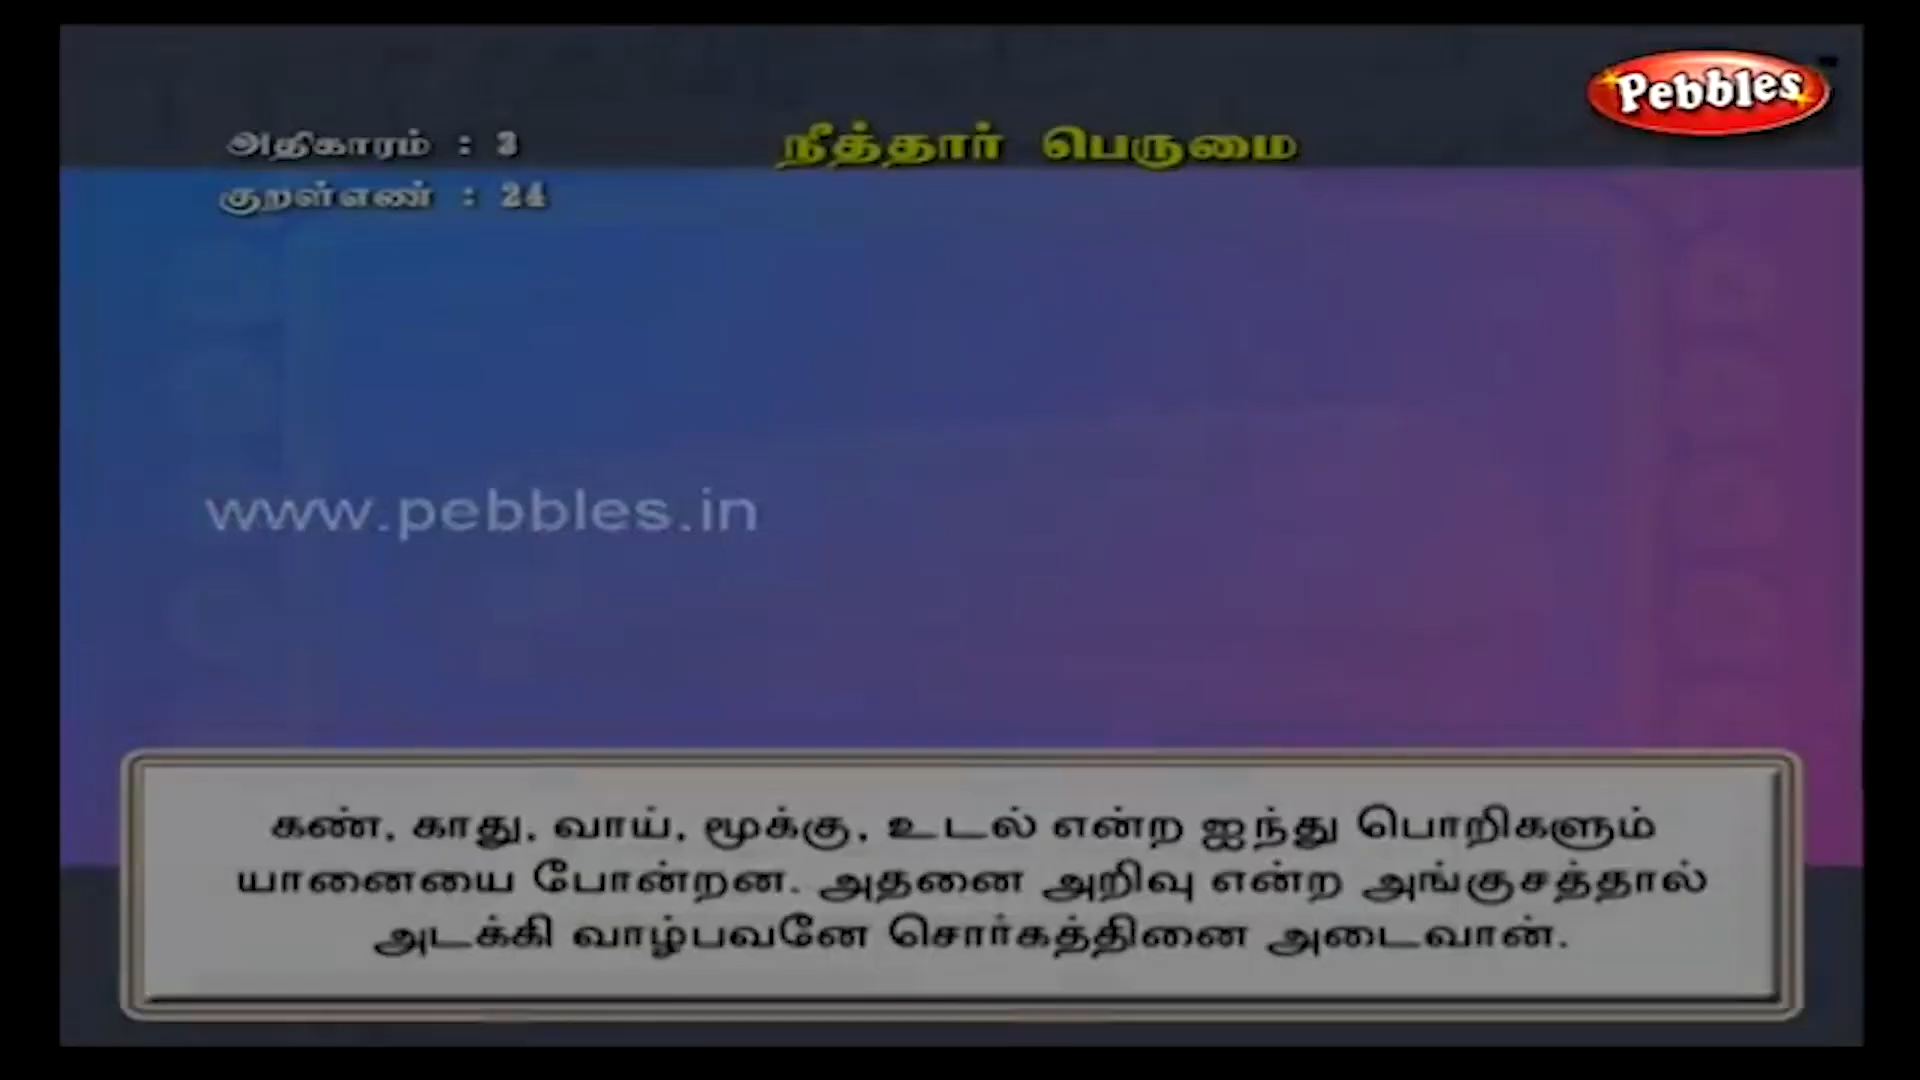 Pebbles
அதிகாரம் : 3
நீத்தார் பெருமை
குறள்எண் : 24
www.pebbles.in
கண், காது, வாய், மூக்கு, உடல் என்ற ஐந்து பொறிகளும்
யானையை போன்றன. அதனை அறிவு என்ற அங்குசத்தால்
அடக்கி வாழ்பவனே சொர்கத்தினை அடைவான்.